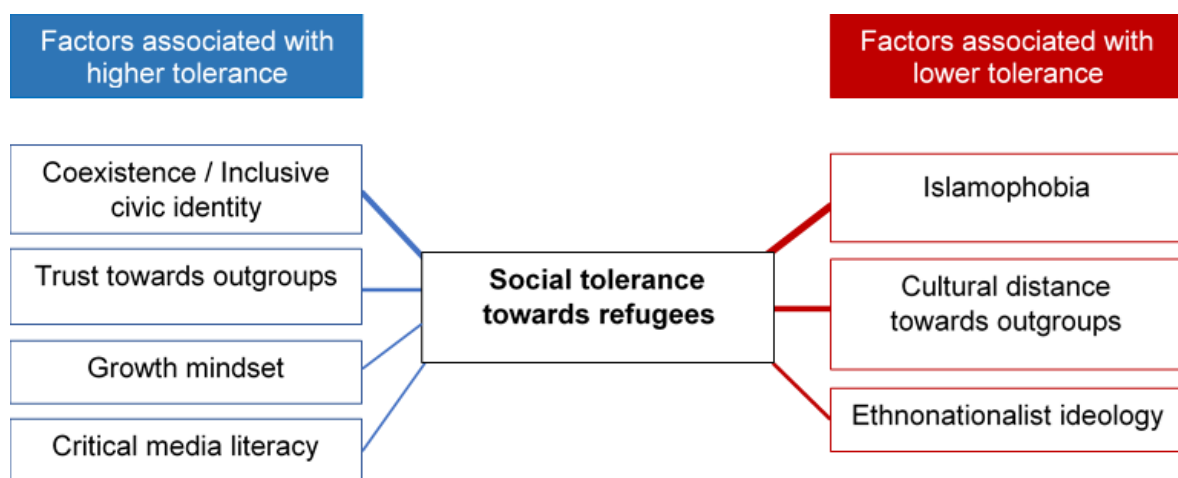 Factors associated with
higher tolerance
Coexistence / Inclusive
civic identity
Trust towards outgroups
Growth mindset
Critical media literacy
Social tolerance
towards refugees
Factors associated with
lower tolerance
Islamophobia
Cultural distance
towards outgroups
Ethnonationalist ideology